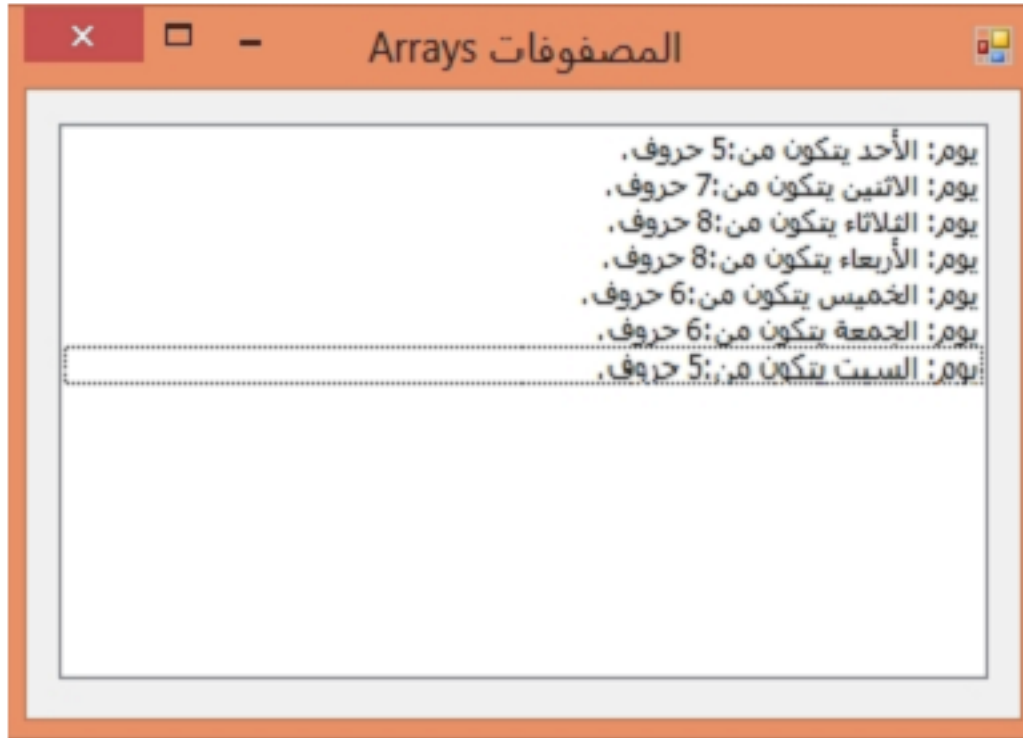 المصفوفات Arrays
يوم: الأحد يتكون من:5 حروف.
يوم: الاثنين يتكون من:7 حروف.
يوم: الثلاثاء يتكون من:8 حروف.
يوم: الأربعاء يتكون من:8 حروف.
يوم: الخميس يتكون من:6 حروف.
يوم: الجمعة يتكون من:6 حروف.
يوم: السبت يتكون من:5 حروف.